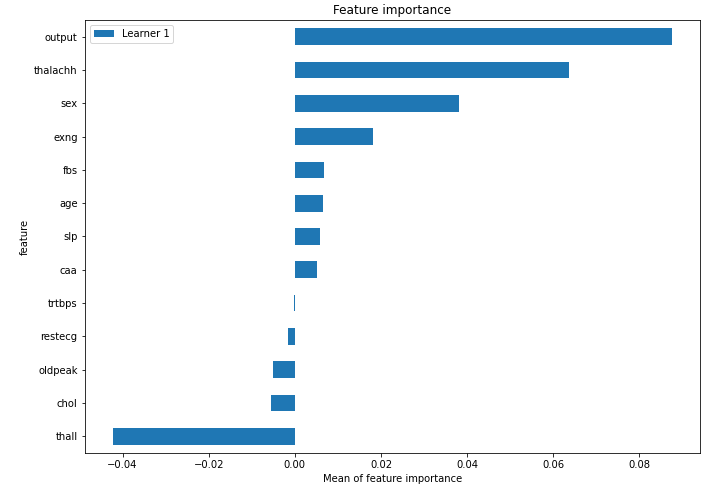 Feature importance
Learner 1
output
thalachh
sex
exng
fbs
age
slp
caa
trtbps
restecg
oldpeak
chol
thall
feature
−0.04 −0.02 0.00 0.02 0.04 0.06 0.08
Mean of feature importance